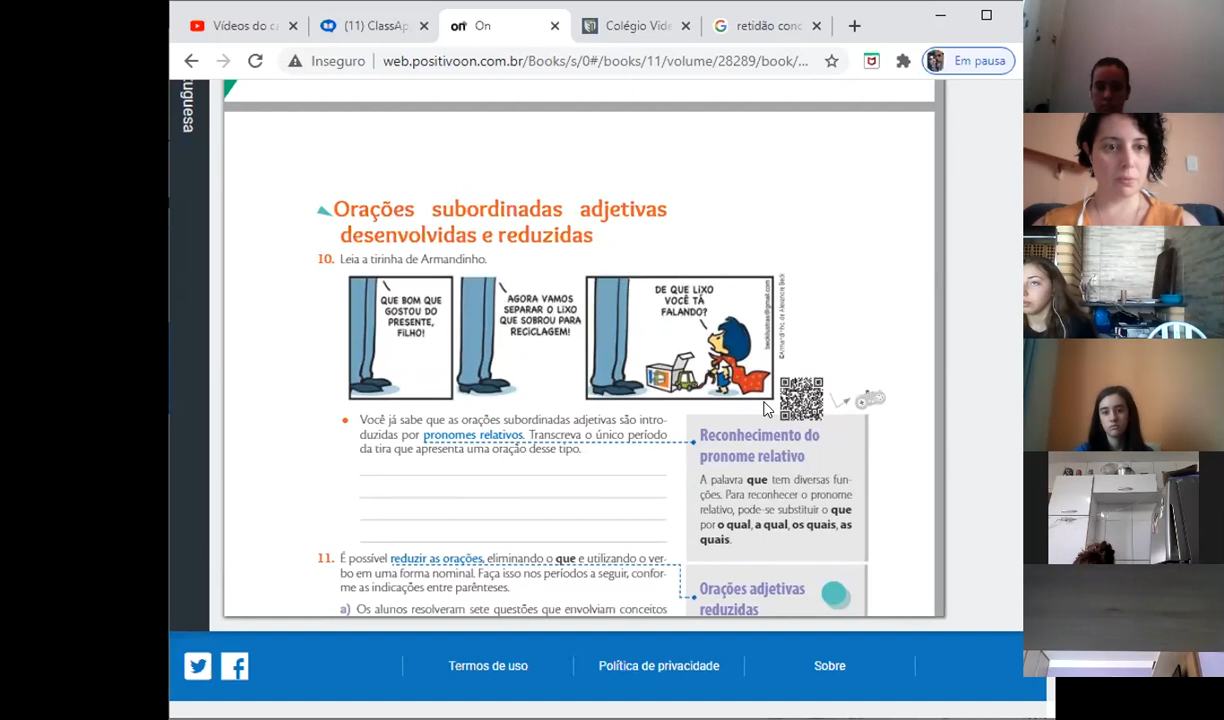 Vídeos do ca
(11) ClassAp
on
On
Colégio Vide
retidão conc
Inseguro
web.positivoon.com.br/Books/s/0#/books/11/volume/28289/book/...
Em pausa
tuguesa
Orações subordinadas adjetivas
desenvolvidas e reduzidas
10. Leia a tirinha de Armandinho.
QUE BOM QUE
GOSTOU DO
PRESENTE,
FILHO!
AGORA VAMOS
SEPARAR O LIXO
QUE SOBROU PARA
RECICLAGEM!
DE QUE LIXO
VOCÊ TÁ
FALANDO?
©Armandinho, de Alexandre Beck
• Você já sabe que as orações subordinadas adjetivas são intro-
duzidas por pronomes relativos. Transcreva o único período
da tira que apresenta uma oração desse tipo.
Reconhecimento do
pronome relativo
A palavra que tem diversas fun-
ções. Para reconhecer o pronome
relativo, pode-se substituir o que
por o qual, a qual, os quais, as
quais.
11. É possível reduzir as orações, eliminando o que e utilizando o ver-
bo em uma forma nominal. Faça isso nos períodos a seguir, confor-
me as indicações entre parênteses.
a) Os alunos resolveram sete questões que envolviam conceitos
Orações adjetivas
reduzidas
Termos de uso
Política de privacidade
Sobre